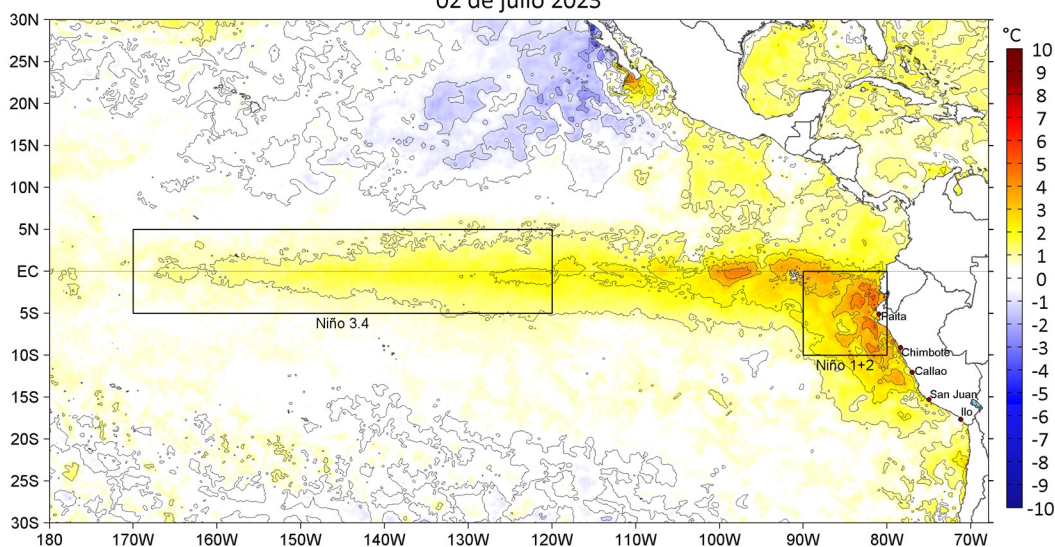 02 de julio 2023
°C
30N
25N
20N
15N
10N
5N
EC
5S
10S
15S
20S
25S
30S
180
170W
160W
150W
140W
130W
120W
110W
100W
90W
80W
70W
Niño 3.4
Niño 1+2
Paita
Chimbote
Callao
San Juan
Ilo
10
9
8
7
6
5
4
3
2
1
0
-1
-2
-3
-4
-5
-6
-7
-8
-9
-10